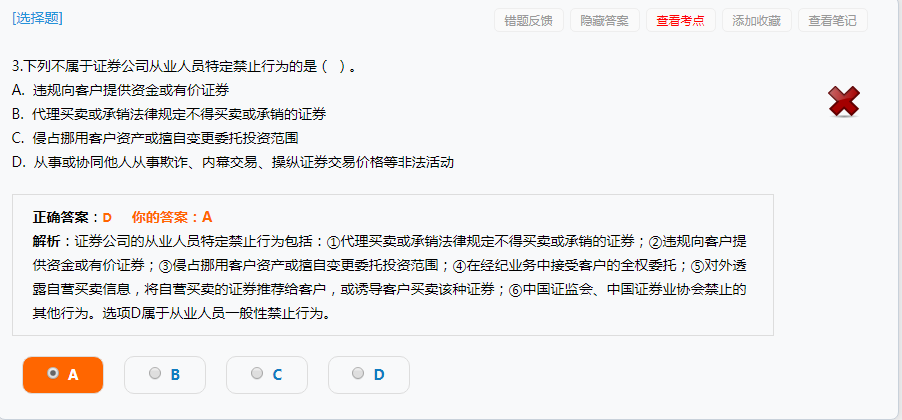 [选择题]
错题反馈 隐藏答案 查看考点 添加收藏 查看笔记
3.下列不属于证券公司从业人员特定禁止行为的是（ ）。
A. 违规向客户提供资金或有价证券
B. 代理买卖或承销法律规定不得买卖或承销的证券
C. 侵占挪用客户资产或擅自变更委托投资范围
D. 从事或协同他人从事欺诈、内幕交易、操纵证券交易价格等非法活动
正确答案：D 你的答案：A
解析：证券公司的从业人员特定禁止行为包括：①代理买卖或承销法律规定不得买卖或承销的证券；②违规向客户提
供资金或有价证券；③侵占挪用客户资产或擅自变更委托投资范围；④在经纪业务中接受客户的全权委托；⑤对外透
露自营买卖信息，将自营买卖的证券推荐给客户，或诱导客户买卖该种证券；⑥中国证监会、中国证券业协会禁止的
其他行为。选项D属于从业人员一般性禁止行为。
A B C D